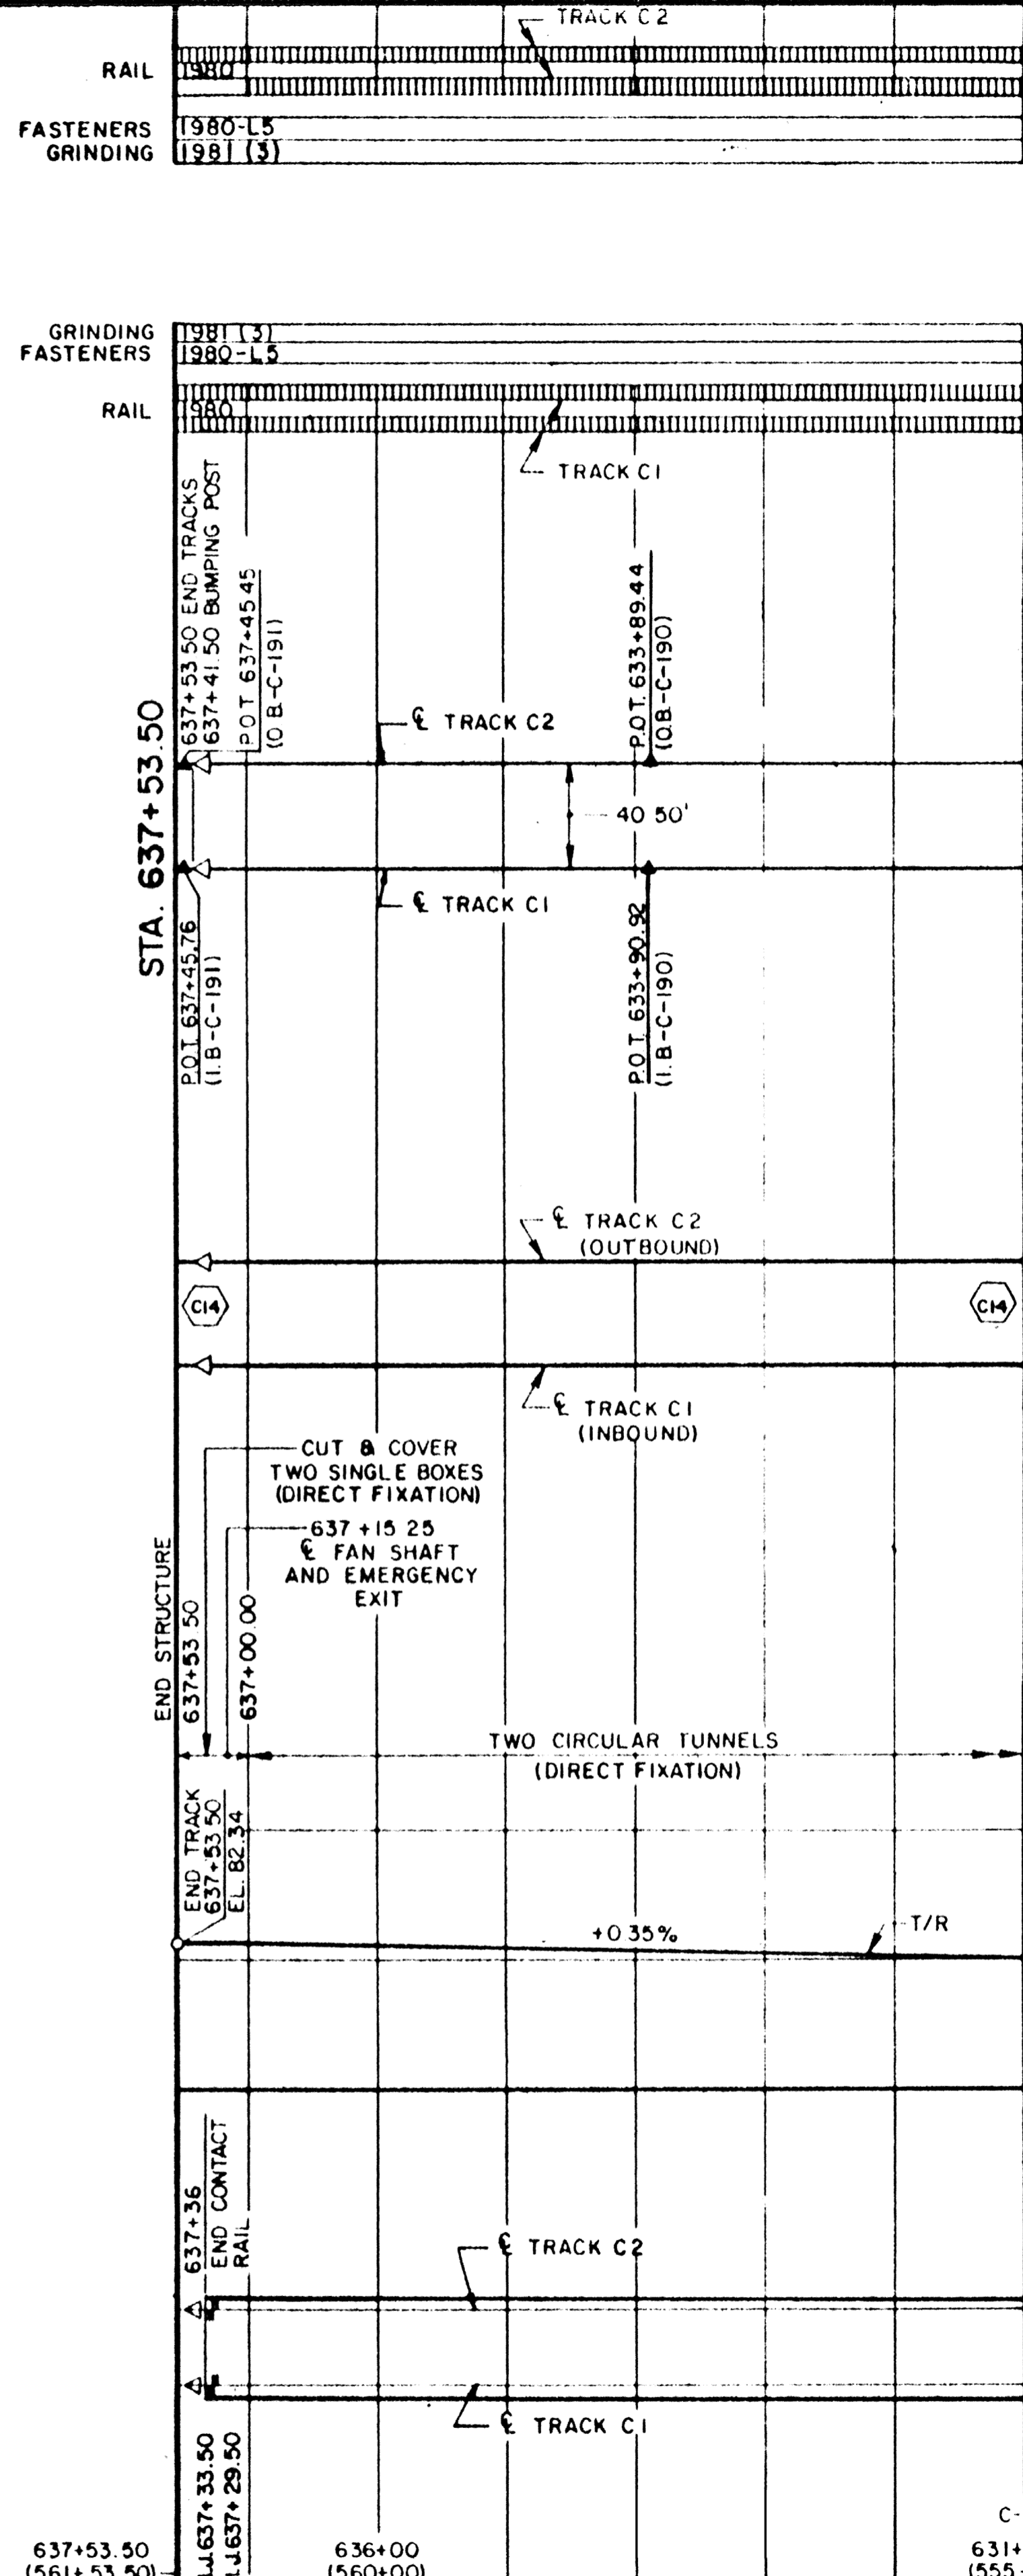 TRACK C2
RAIL
1980
FASTENERS
1980-L5
GRINDING
1981 (3)
GRINDING
1981 (3)
FASTENERS
1980-L5
RAIL
1980
TRACK C1
STA. 637+53.50
637+53 50 END TRACKS
637+41.50 BUMPING POST
P.O.T 637+45 45
(O B.-C-191)
P.O.T. 633+89.44
(O.B-C-190)
℄ TRACK C2
40 50'
℄ TRACK C1
P.O.T. 637+45.76
(I.B-C-191)
P.O.T. 633+90.92
(I.B-C-190)
℄ TRACK C2
(OUTBOUND)
C14
C14
℄ TRACK C1
(INBOUND)
CUT & COVER
TWO SINGLE BOXES
(DIRECT FIXATION)
637 +15 25
℄ FAN SHAFT
AND EMERGENCY
EXIT
END STRUCTURE
637+53 50
637+00.00
TWO CIRCULAR TUNNELS
(DIRECT FIXATION)
END TRACK
637+53 50
EL. 82.34
+0 35%
T/R
637+36
END CONTACT
RAIL
℄ TRACK C2
℄ TRACK C1
637+33.50
637+29.50
C-
637+53.50
(561+53.50)
636+00
(560+00)
631+
(555